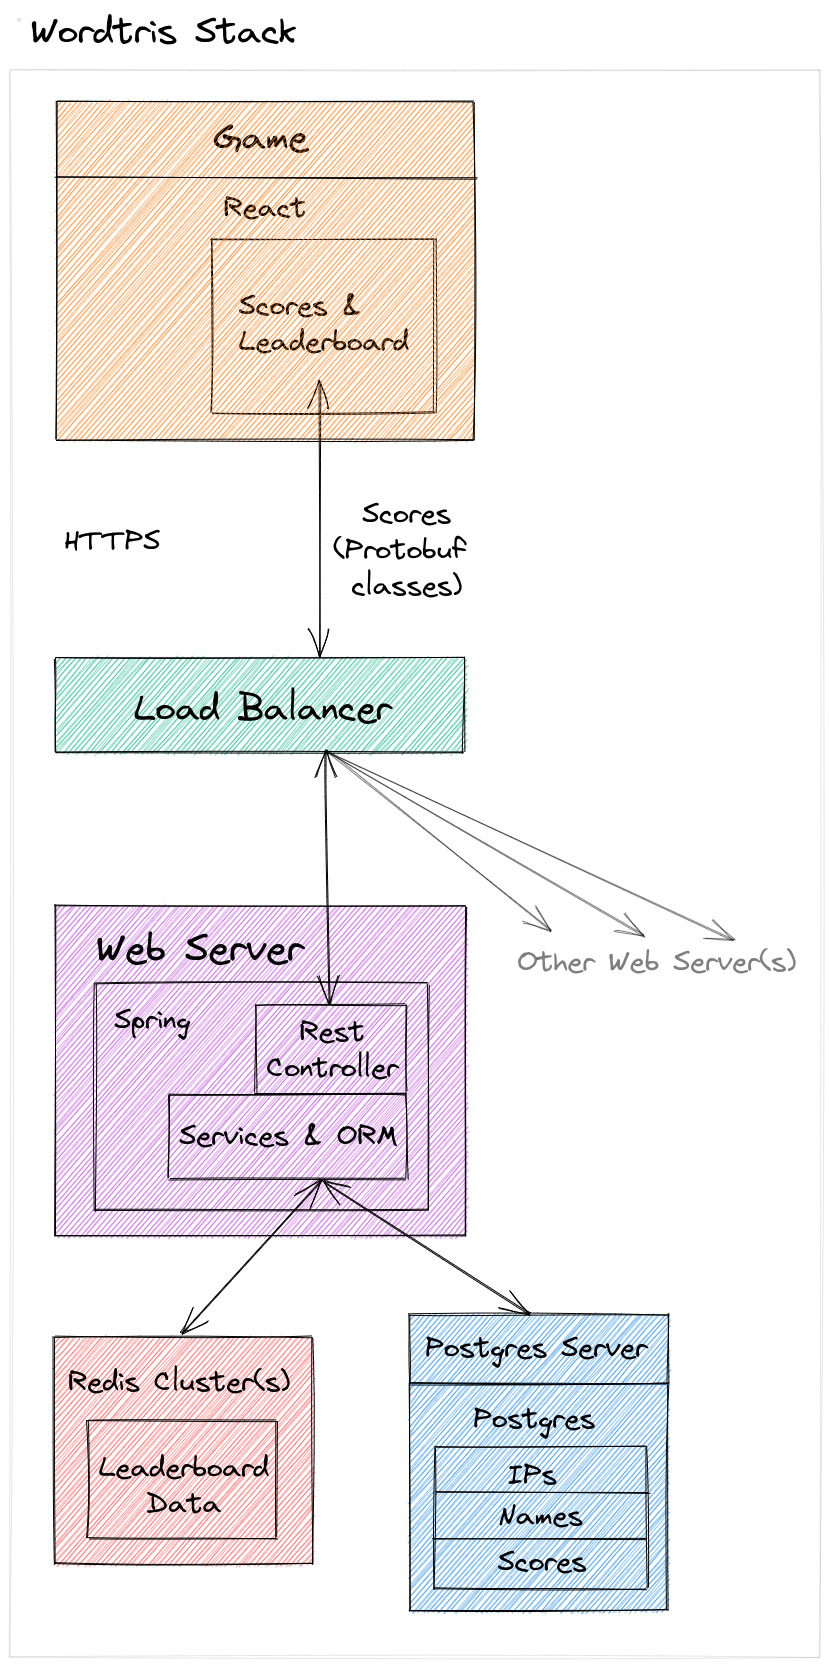 Wordtris Stack
Game
React
Scores &
Leaderboard
HTTPS
Scores
(Protobuf
classes)
Load Balancer
Web Server
Other Web Server(s)
Spring
Rest
Controller
Services & ORM
Redis Cluster(s)
Leaderboard
Data
Postgres Server
Postgres
IPs
Names
Scores